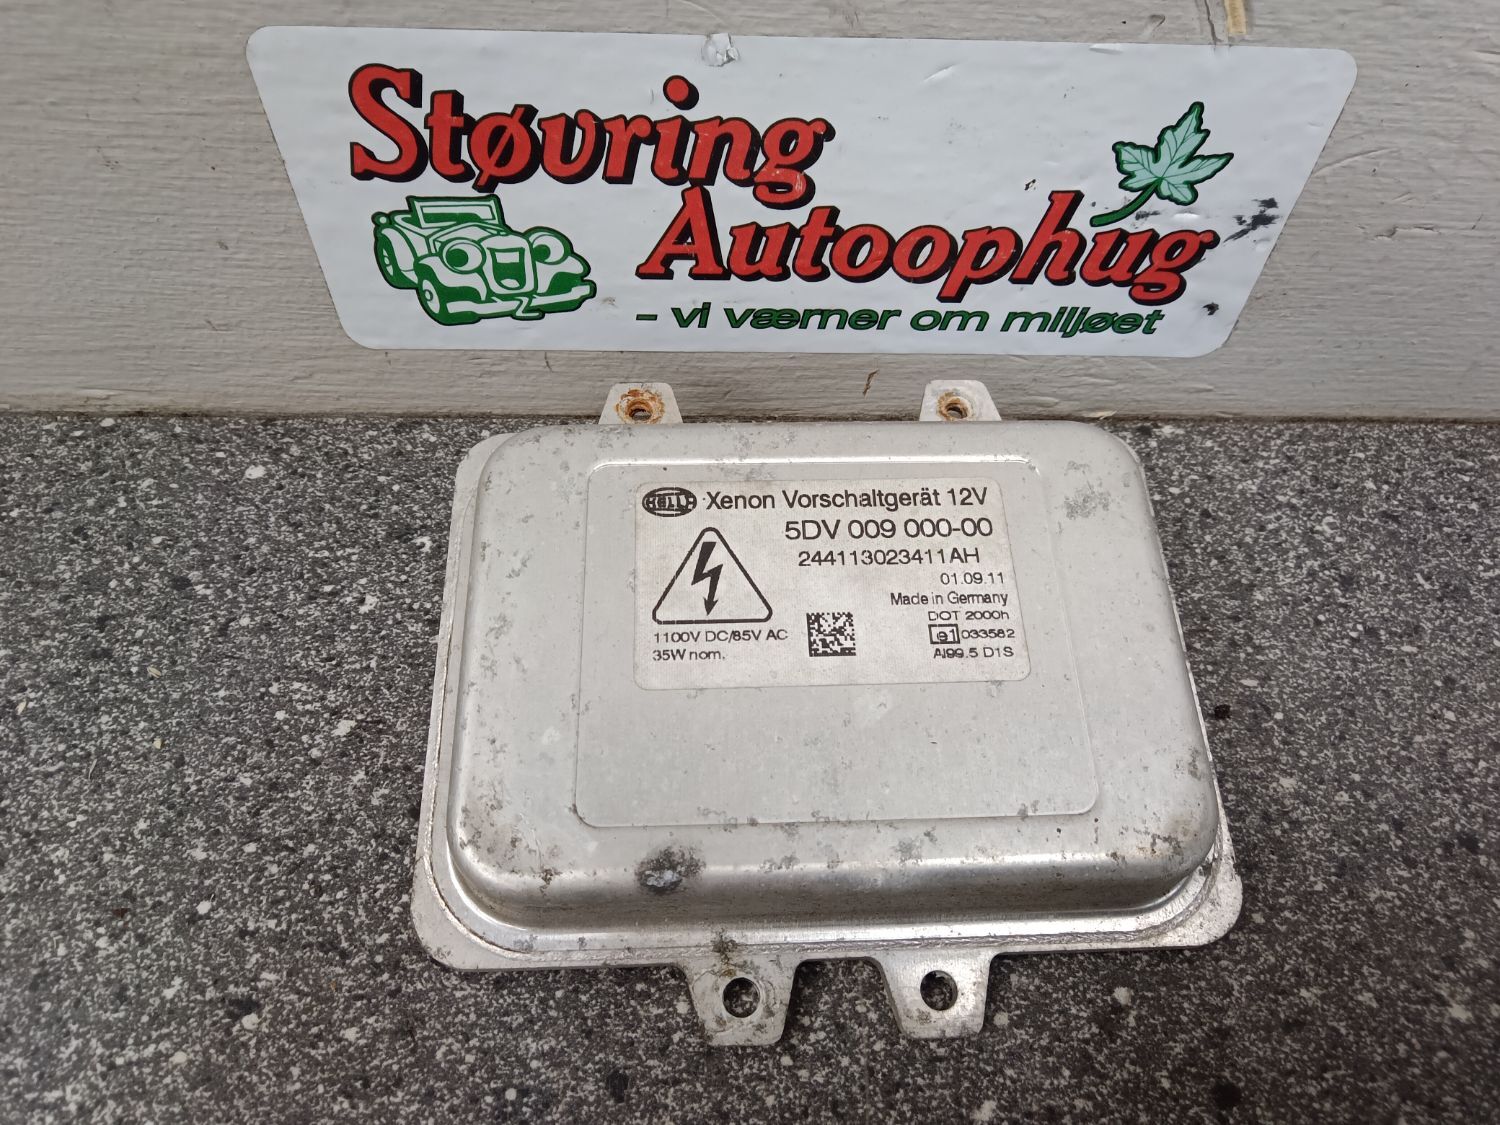 Støvring
Autoophug
- vi værner om miljøet
HELLA Xenon Vorschaltgerät 12V
5DV 009 000-00
244113023411AH
01.09.11
Made in Germany
DOT 2000h
e1 033582
AI99.5 D1S
1100V DC/85V AC
35W nom.